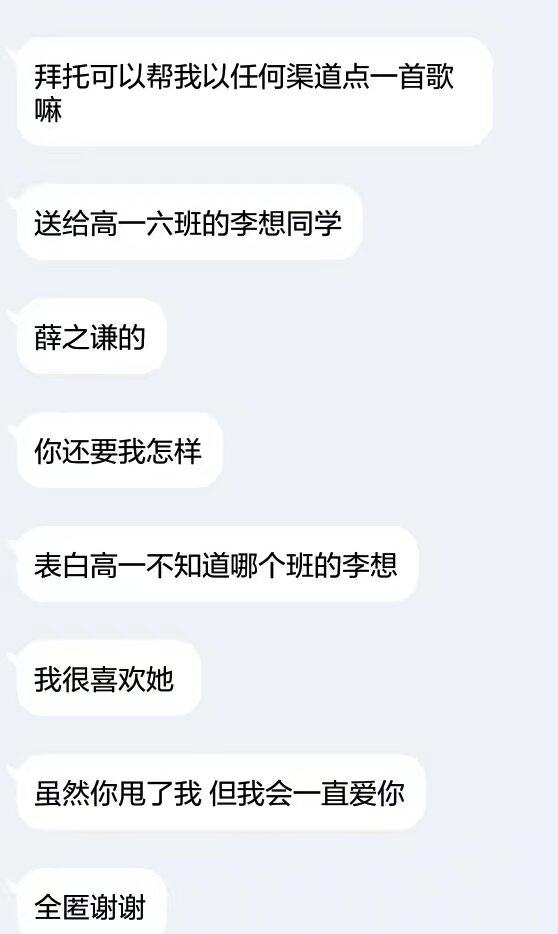 拜托可以帮我以任何渠道点一首歌
嘛
送给高一六班的李想同学
薛之谦的
你还要我怎样
表白高一不知道哪个班的李想
我很喜欢她
虽然你甩了我 但我会一直爱你
全匿谢谢